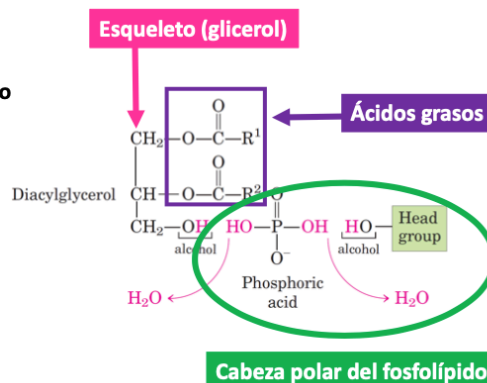 Esqueleto (glicerol)
o
Ácidos grasos
O
CH₂—O—C—R¹
O
Diacylglycerol CH—O—C—R² O
CH₂—OH HO—P—OH HO—Head group
alcohol O⁻ alcohol
H₂O Phosphoric acid H₂O
Cabeza polar del fosfolípido